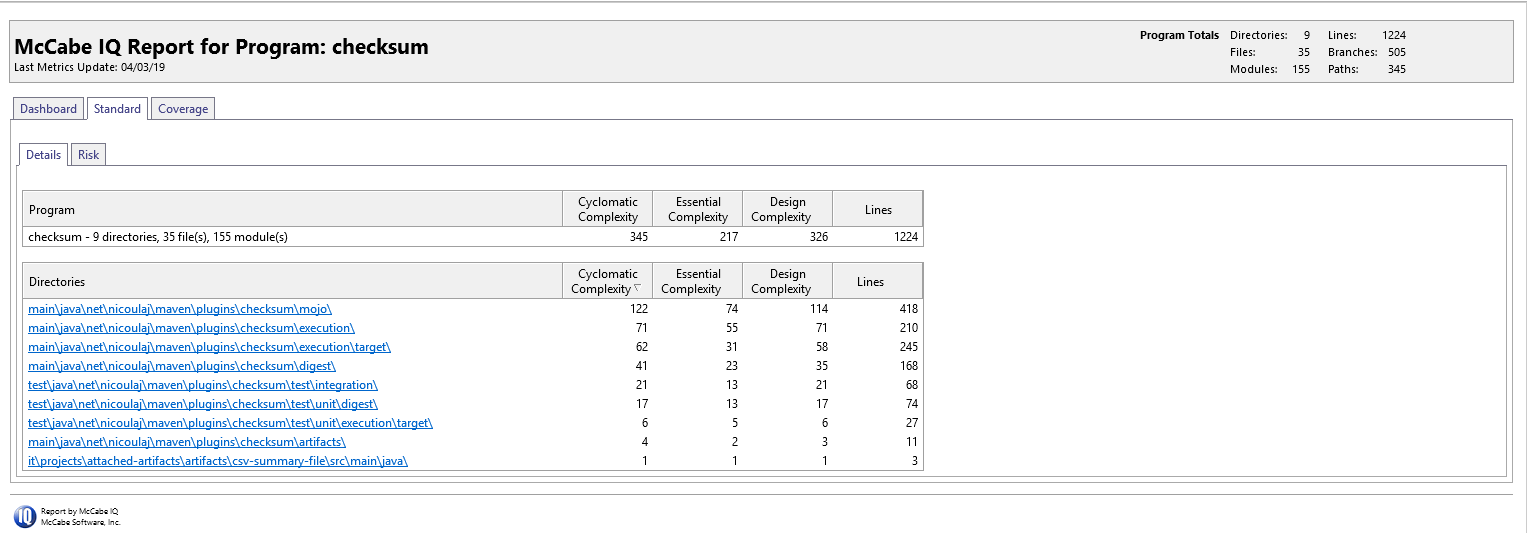 McCabe IQ Report for Program: checksum
Last Metrics Update: 04/03/19
Program Totals Directories: 9 Lines: 1224
Files: 35 Branches: 505
Modules: 155 Paths: 345
Dashboard Standard Coverage
Details Risk
Program Cyclomatic Complexity Essential Complexity Design Complexity Lines
checksum - 9 directories, 35 file(s), 155 module(s) 345 217 326 1224
Directories Cyclomatic Complexity Essential Complexity Design Complexity Lines
main\java\net\nicoulaj\maven\plugins\checksum\mojo\ 122 74 114 418
main\java\net\nicoulaj\maven\plugins\checksum\execution\ 71 55 71 210
main\java\net\nicoulaj\maven\plugins\checksum\execution\target\ 62 31 58 245
main\java\net\nicoulaj\maven\plugins\checksum\digest\ 41 23 35 168
test\java\net\nicoulaj\maven\plugins\checksum\test\integration\ 21 13 21 68
test\java\net\nicoulaj\maven\plugins\checksum\test\unit\digest\ 17 13 17 74
test\java\net\nicoulaj\maven\plugins\checksum\test\unit\execution\target\ 6 5 6 27
main\java\net\nicoulaj\maven\plugins\checksum\artifacts\ 4 2 3 11
it\projects\attached-artifacts\artifacts\csv-summary-file\src\main\java\ 1 1 1 3
IQ Report by McCabe IQ
McCabe Software, Inc.